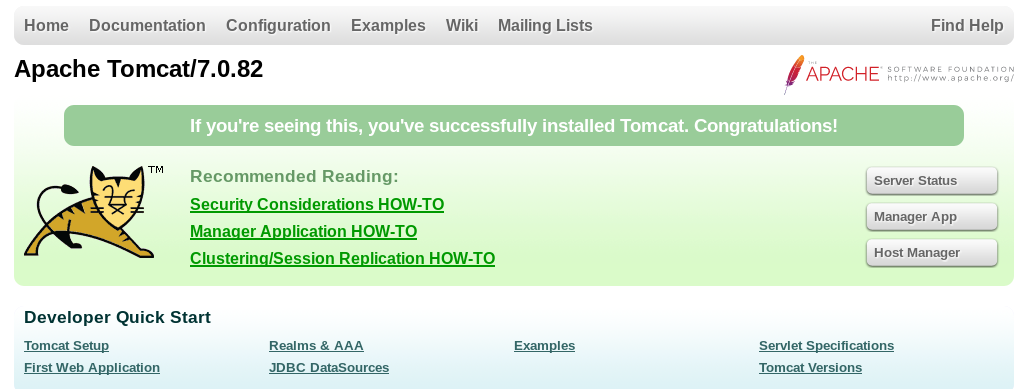 Home Documentation Configuration Examples Wiki Mailing Lists Find Help
Apache Tomcat/7.0.82
THE APACHE SOFTWARE FOUNDATION
http://www.apache.org/
If you're seeing this, you've successfully installed Tomcat. Congratulations!
TM
Recommended Reading:
Security Considerations HOW-TO
Manager Application HOW-TO
Clustering/Session Replication HOW-TO
Server Status
Manager App
Host Manager
Developer Quick Start
Tomcat Setup Realms & AAA Examples Servlet Specifications
First Web Application JDBC DataSources Tomcat Versions